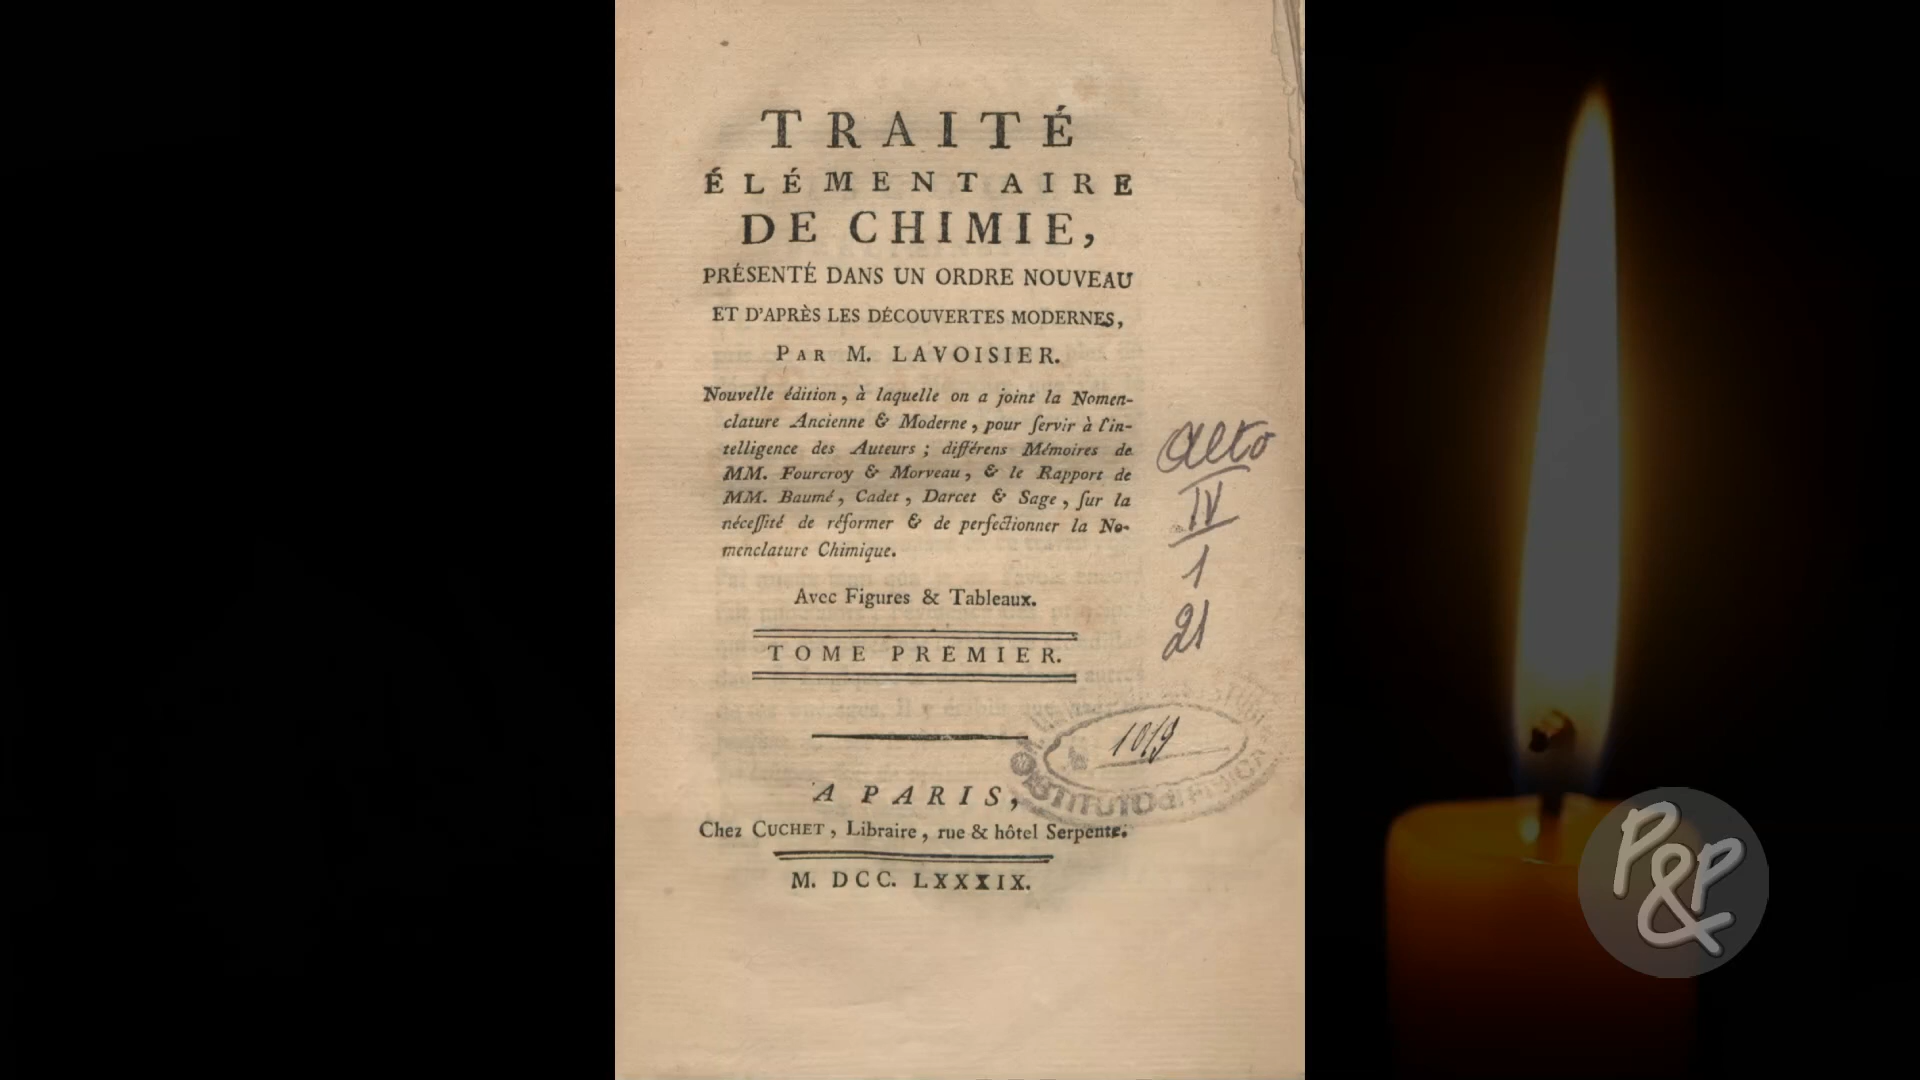 TRAITÉ
ÉLÉMENTAIRE
DE CHIMIE,
PRÉSENTÉ DANS UN ORDRE NOUVEAU
ET D'APRÈS LES DÉCOUVERTES MODERNES,
PAR M. LAVOISIER.
Nouvelle édition, à laquelle on a joint la Nomen-
clature Ancienne & Moderne, pour ſervir à l'in-
telligence des Auteurs ; différens Mémoires de
MM. Fourcroy & Morveau, & le Rapport de
MM. Baumé, Cadet, Darcet & Sage, ſur la
néceſſité de réformer & de perfectionner la No-
menclature Chimique.
Avec Figures & Tableaux.
TOME PREMIER.
A PARIS,
Chez CUCHET, Libraire, rue & hôtel Serpente.
M. DCC. LXXXIX.
alto
IV
1
21
1019
ISTITUTO di FISICA
P&P